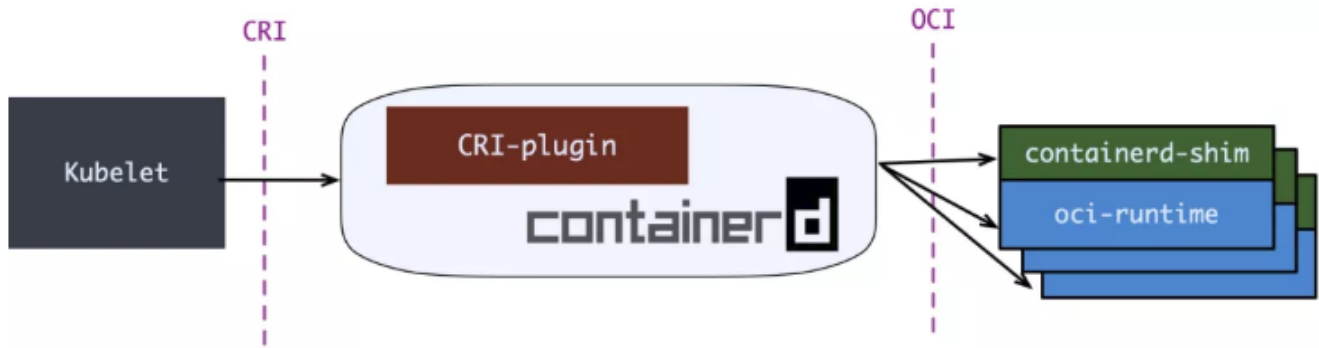 CRI
OCI
Kubelet
CRI-plugin
containerd
containerd-shim
oci-runtime